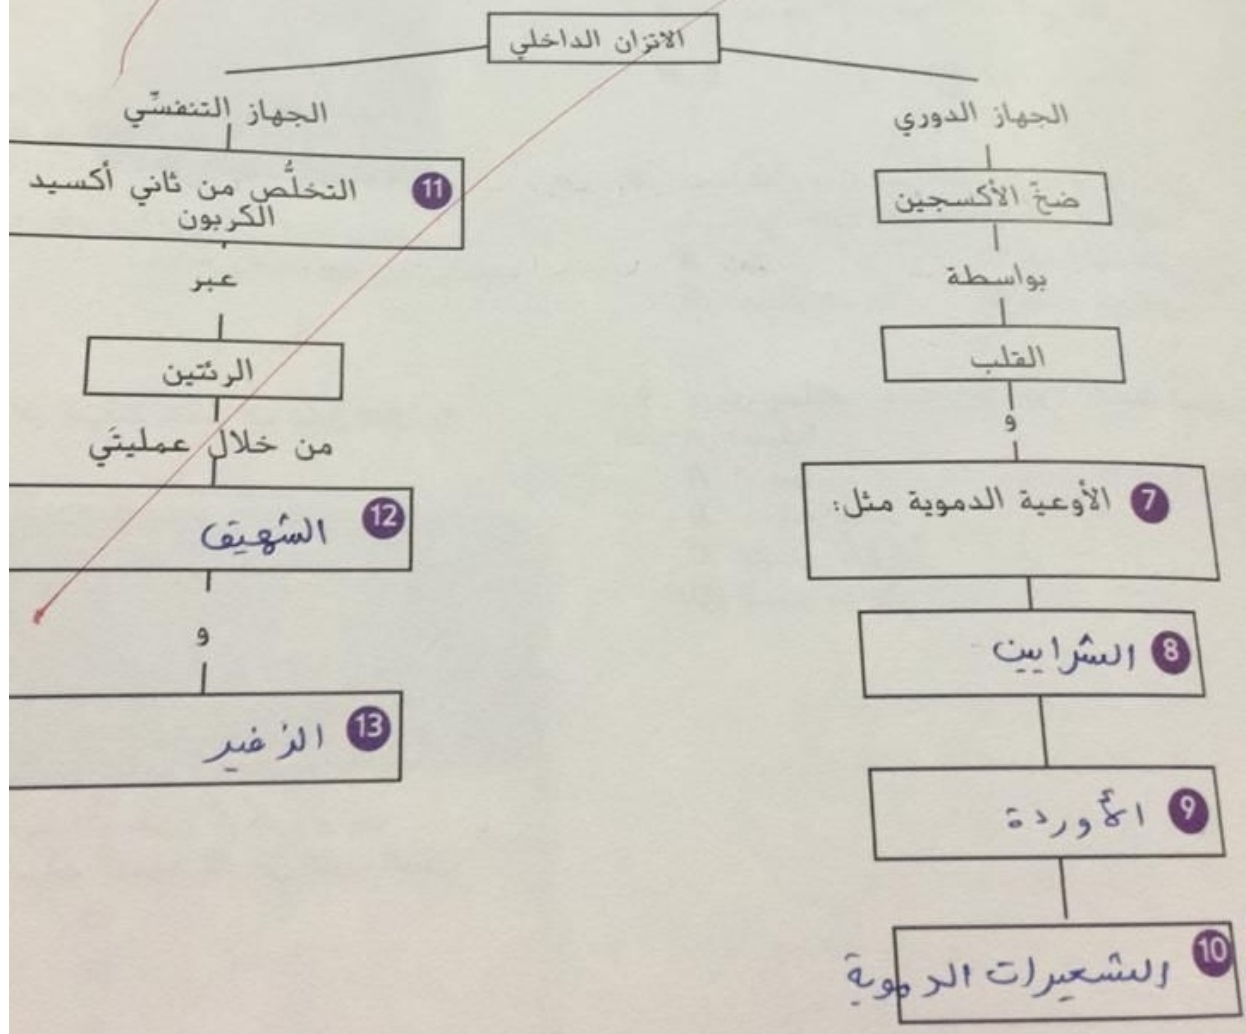 الاتزان الداخلي
الجهاز الدوري
ضخّ الأكسجين
بواسطة
القلب
و
7 الأوعية الدموية مثل:
8 الشرايين
9 الأوردة
10 الشعيرات الدموية
الجهاز التنفسّي
11 التخلُّص من ثاني أكسيد
الكربون
عبر
الرئتين
من خلال عمليتَي
12 الشهيق
و
13 الزفير